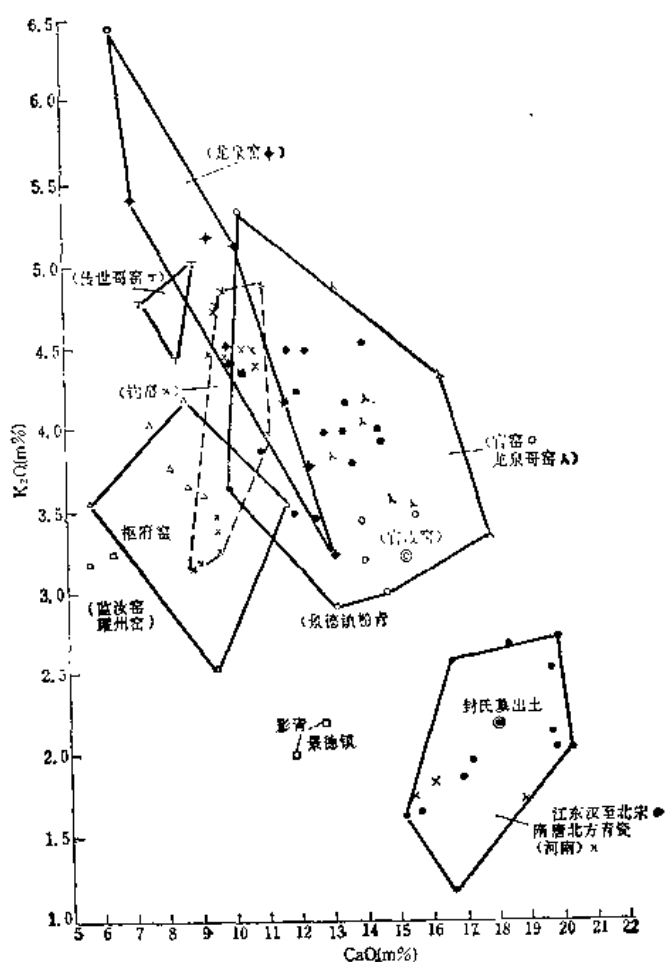 6.5
6.0
(龙泉窑✦)
5.5
5.0
(传世哥窑 ⊤)
4.5
(钧窑 ×)
4.0
K₂O(m%)
(官窑 ○
龙泉哥窑 ⅄)
3.5
枢府窑
(官汝窑)
3.0
(临汝窑
耀州窑)
(景德镇粉青
2.5
封氏墓出土
影青
景德镇
2.0
江东汉至北宋 ●
隋唐北方青瓷
(河南) ×
1.5
1.0
5 6 7 8 9 10 11 12 13 14 15 16 17 18 19 20 21 22
CaO(m%)